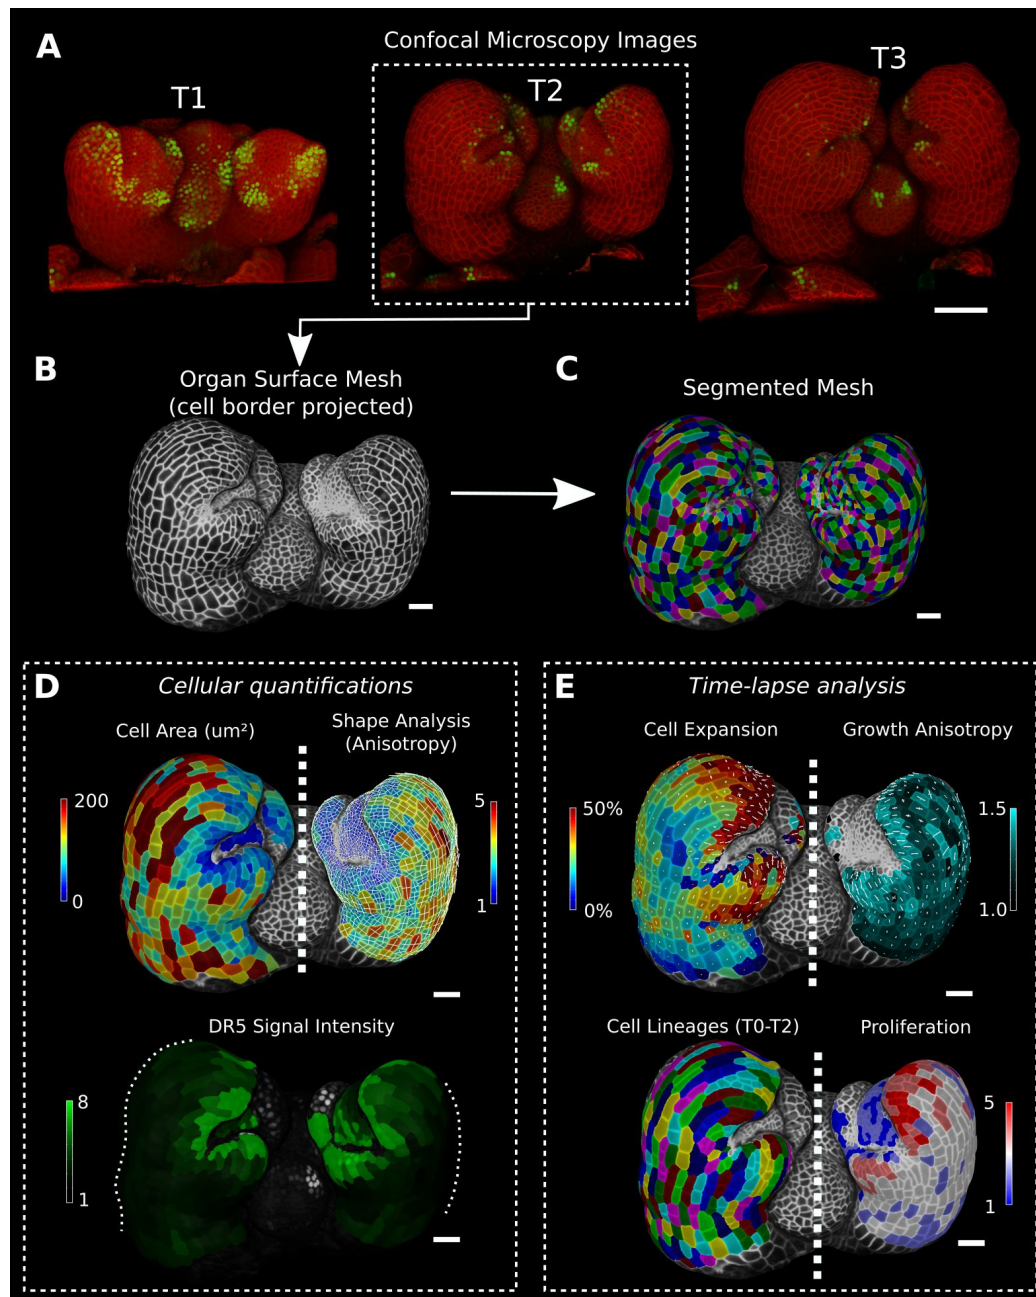 A
Confocal Microscopy Images
T1
T2
T3
B
Organ Surface Mesh
(cell border projected)
C
Segmented Mesh
D
Cellular quantifications
Cell Area (um²)
Shape Analysis
(Anisotropy)
200
0
5
1
DR5 Signal Intensity
8
1
E
Time-lapse analysis
Cell Expansion
Growth Anisotropy
50%
0%
1.5
1.0
Cell Lineages (T0-T2)
Proliferation
5
1